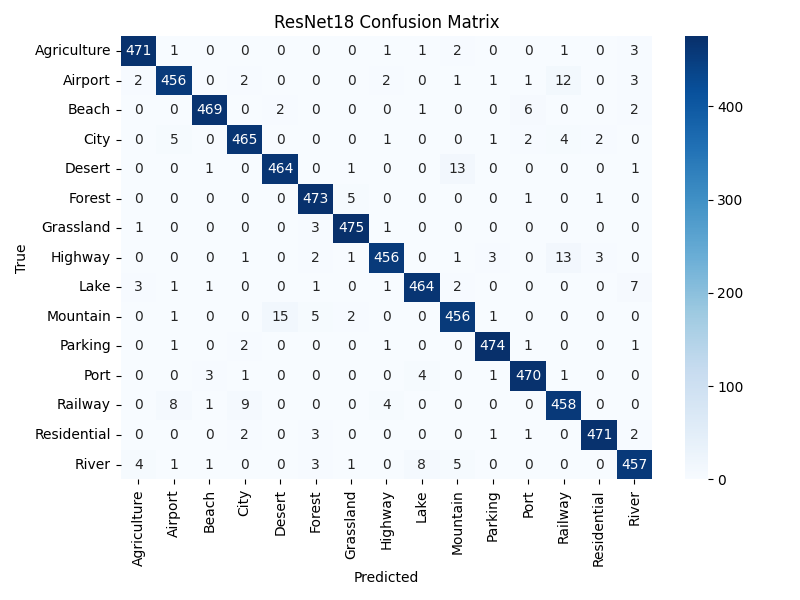 ResNet18 Confusion Matrix
True
Agriculture 471 1 0 0 0 0 0 1 1 2 0 0 1 0 3
Airport 2 456 0 2 0 0 0 2 0 1 1 1 12 0 3
Beach 0 0 469 0 2 0 0 0 1 0 0 6 0 0 2
City 0 5 0 465 0 0 0 1 0 0 1 2 4 2 0
Desert 0 0 1 0 464 0 1 0 0 13 0 0 0 0 1
Forest 0 0 0 0 0 473 5 0 0 0 0 1 0 1 0
Grassland 1 0 0 0 0 3 475 1 0 0 0 0 0 0 0
Highway 0 0 0 1 0 2 1 456 0 1 3 0 13 3 0
Lake 3 1 1 0 0 1 0 1 464 2 0 0 0 0 7
Mountain 0 1 0 0 15 5 2 0 0 456 1 0 0 0 0
Parking 0 1 0 2 0 0 0 1 0 0 474 1 0 0 1
Port 0 0 3 1 0 0 0 0 4 0 1 470 1 0 0
Railway 0 8 1 9 0 0 0 4 0 0 0 0 458 0 0
Residential 0 0 0 2 0 3 0 0 0 0 1 1 0 471 2
River 4 1 1 0 0 3 1 0 8 5 0 0 0 0 457
Agriculture Airport Beach City Desert Forest Grassland Highway Lake Mountain Parking Port Railway Residential River
Predicted
400
300
200
100
0